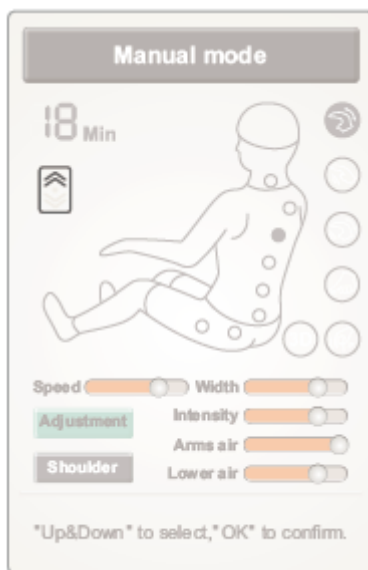 Manual mode
18 Min
Speed Width
Adjustment Intensity
Arms air
Shoulder Lower air
"Up&Down" to select,"OK" to confirm.